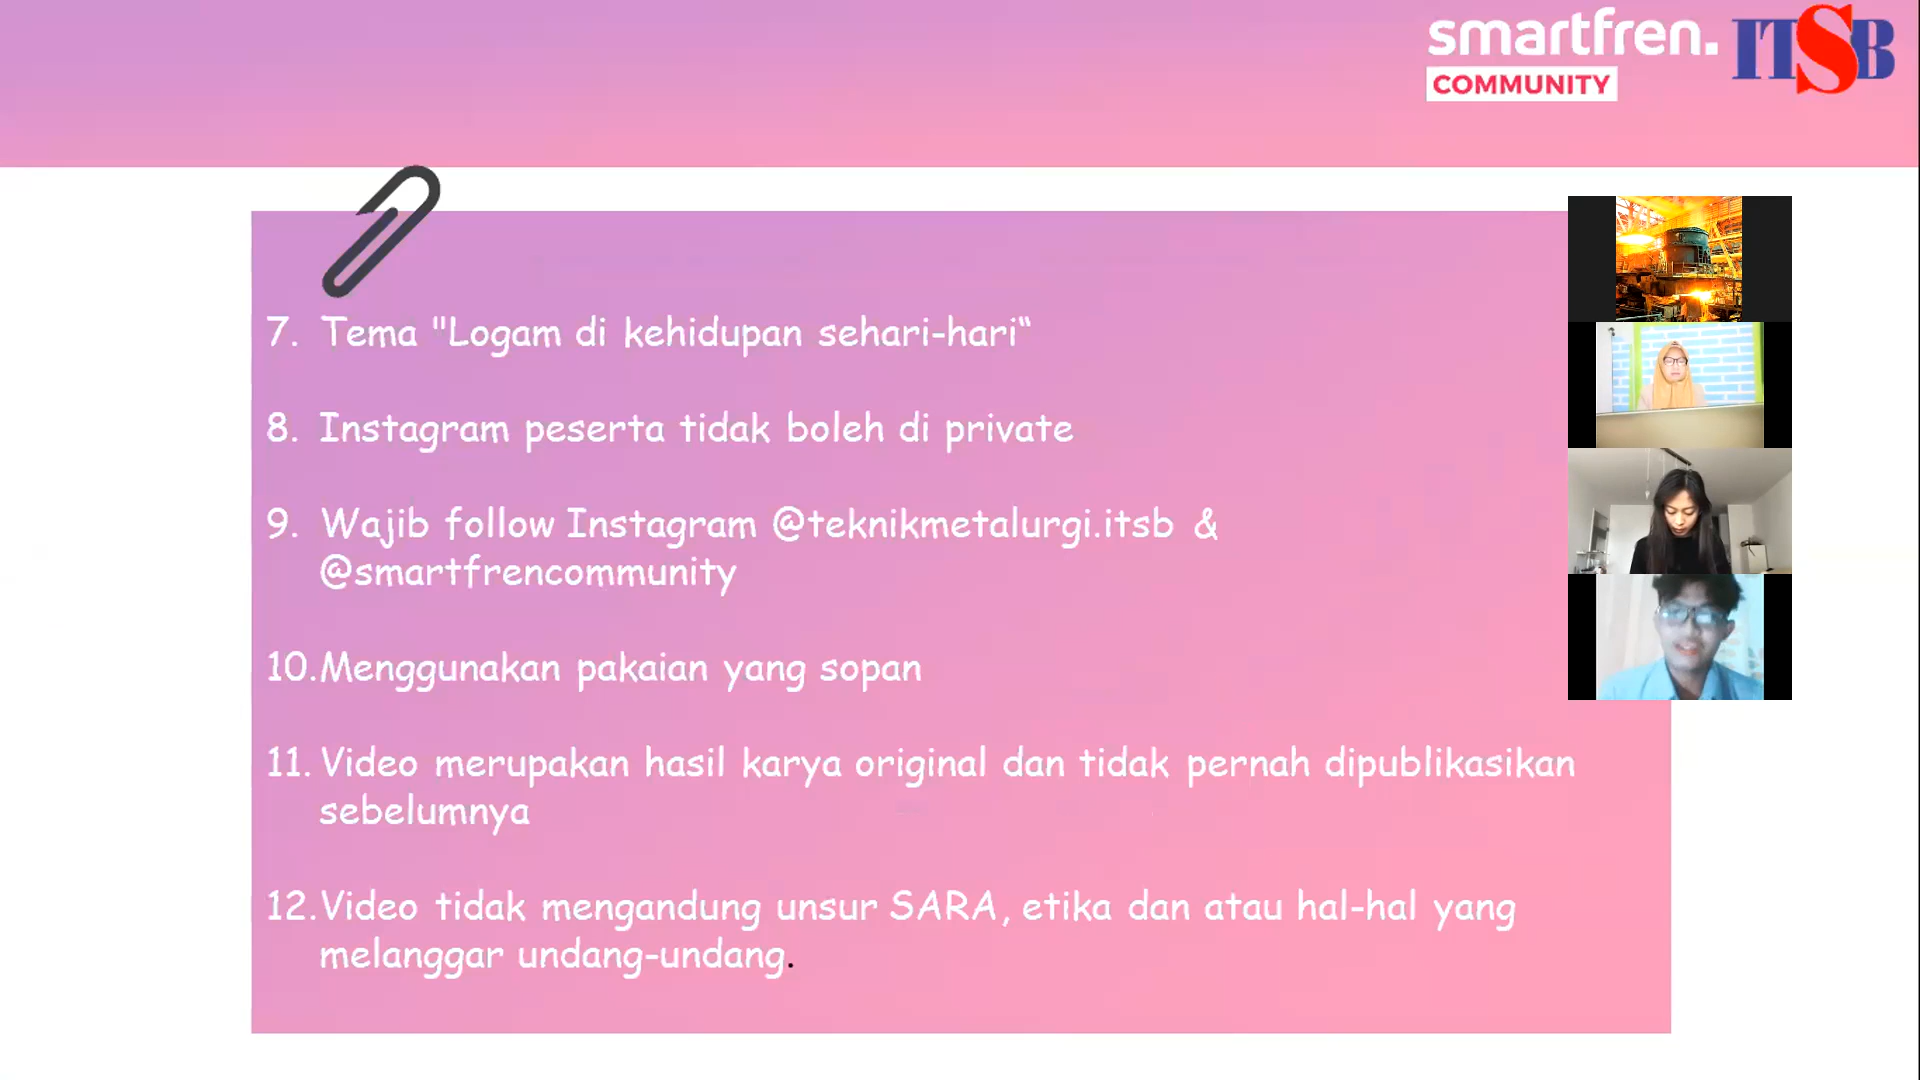 smartfren.
COMMUNITY
ITSB
7. Tema "Logam di kehidupan sehari-hari“
8. Instagram peserta tidak boleh di private
9. Wajib follow Instagram @teknikmetalurgi.itsb &
@smartfrencommunity
10.Menggunakan pakaian yang sopan
11. Video merupakan hasil karya original dan tidak pernah dipublikasikan
sebelumnya
12.Video tidak mengandung unsur SARA, etika dan atau hal-hal yang
melanggar undang-undang.